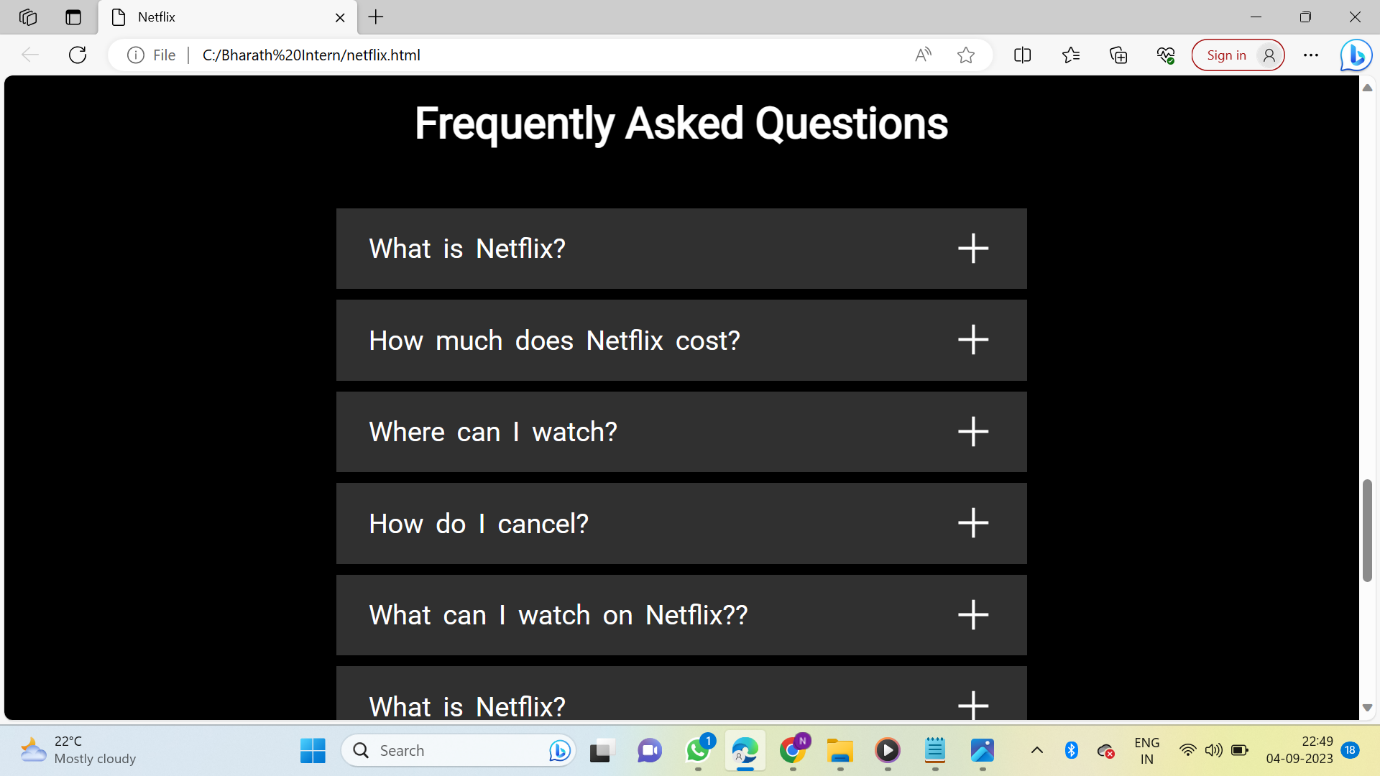 Netflix
File
C:/Bharath%20Intern/netflix.html
Sign in
Frequently Asked Questions
What is Netflix?
How much does Netflix cost?
Where can I watch?
How do I cancel?
What can I watch on Netflix??
What is Netflix?
22°C
Mostly cloudy
Search
1
N
ENG
IN
22:49
04-09-2023
18